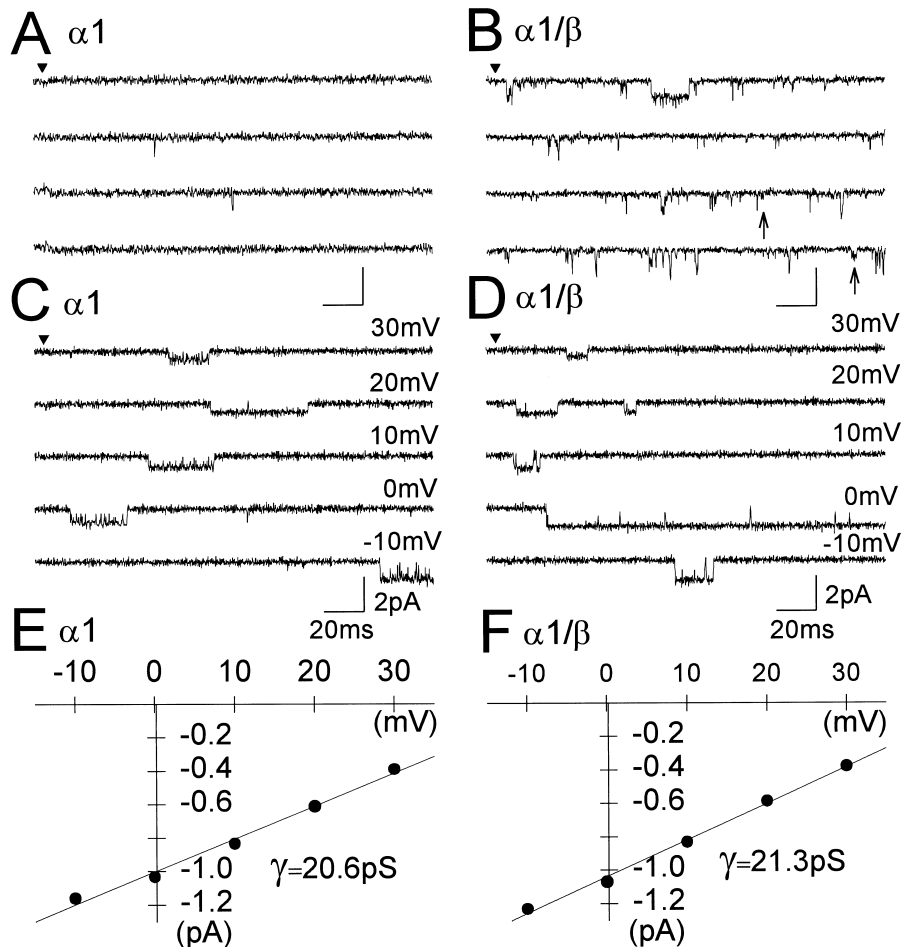 A α1
B α1/β
C α1
30mV
20mV
10mV
0mV
-10mV
2pA
20ms
D α1/β
30mV
20mV
10mV
0mV
-10mV
2pA
20ms
E α1
-10 0 10 20 30
(mV)
-0.2
-0.4
-0.6
-1.0
-1.2
(pA)
γ=20.6pS
F α1/β
-10 0 10 20 30
(mV)
-0.2
-0.4
-0.6
-1.0
-1.2
(pA)
γ=21.3pS